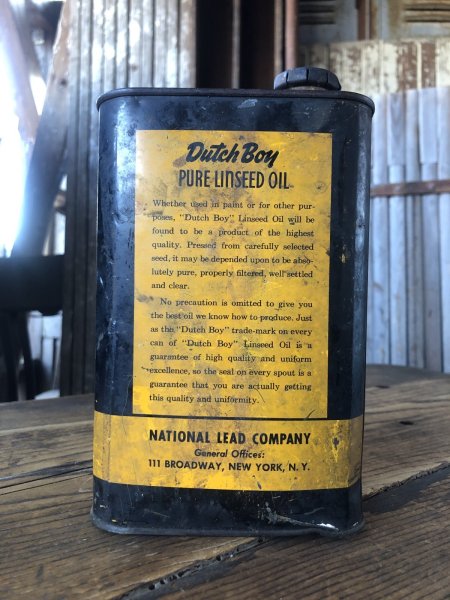 Dutch Boy
PURE LINSEED OIL
Whether used in paint or for other pur-
poses, "Dutch Boy" Linseed Oil will be
found to be a product of the highest
quality. Pressed from carefully selected
seed, it may be depended upon to be abso-
lutely pure, properly filtered, well settled
and clear.
No precaution is omitted to give you
the best oil we know how to produce. Just
as the "Dutch Boy" trade-mark on every
can of "Dutch Boy" Linseed Oil is a
guarantee of high quality and uniform
excellence, so the seal on every spout is a
guarantee that you are actually getting
this quality and uniformity.
NATIONAL LEAD COMPANY
General Offices:
111 BROADWAY, NEW YORK, N. Y.